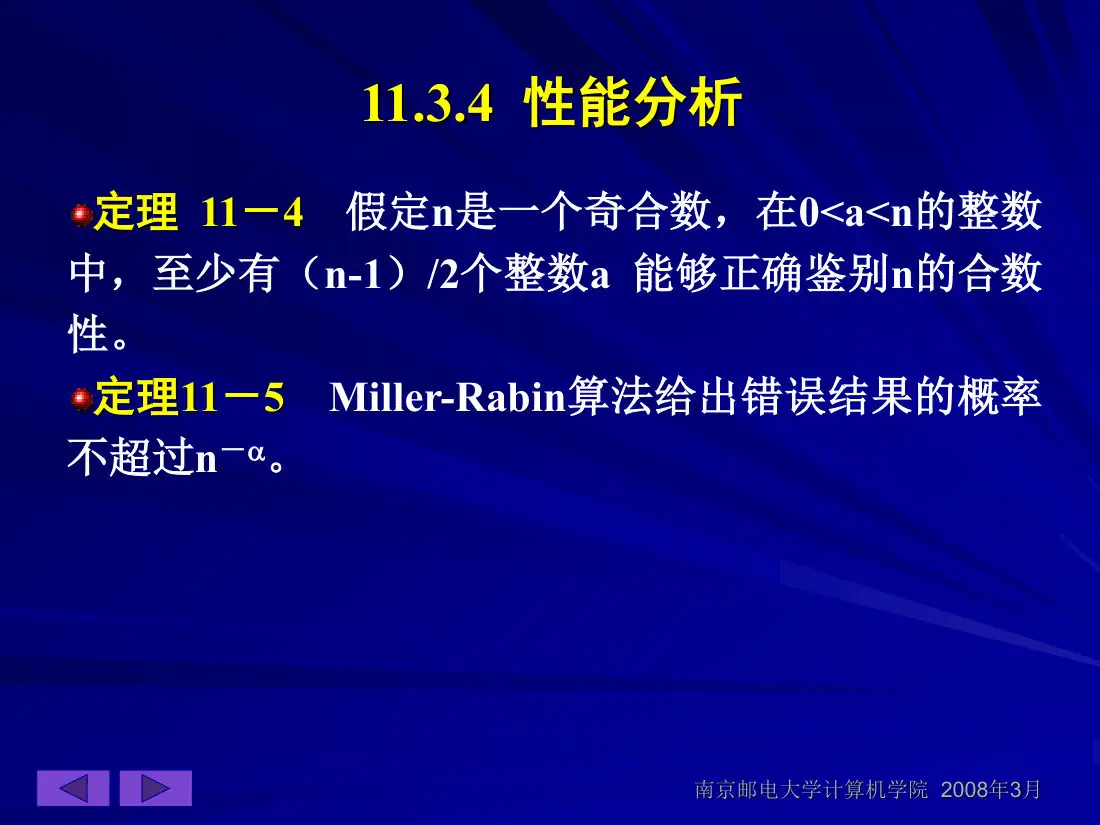 11.3.4 性能分析
定理 11－4 假定n是一个奇合数，在0<a<n的整数
中，至少有（n-1）/2个整数a 能够正确鉴别n的合数
性。
定理11－5 Miller-Rabin算法给出错误结果的概率
不超过n－α。
南京邮电大学计算机学院 2008年3月